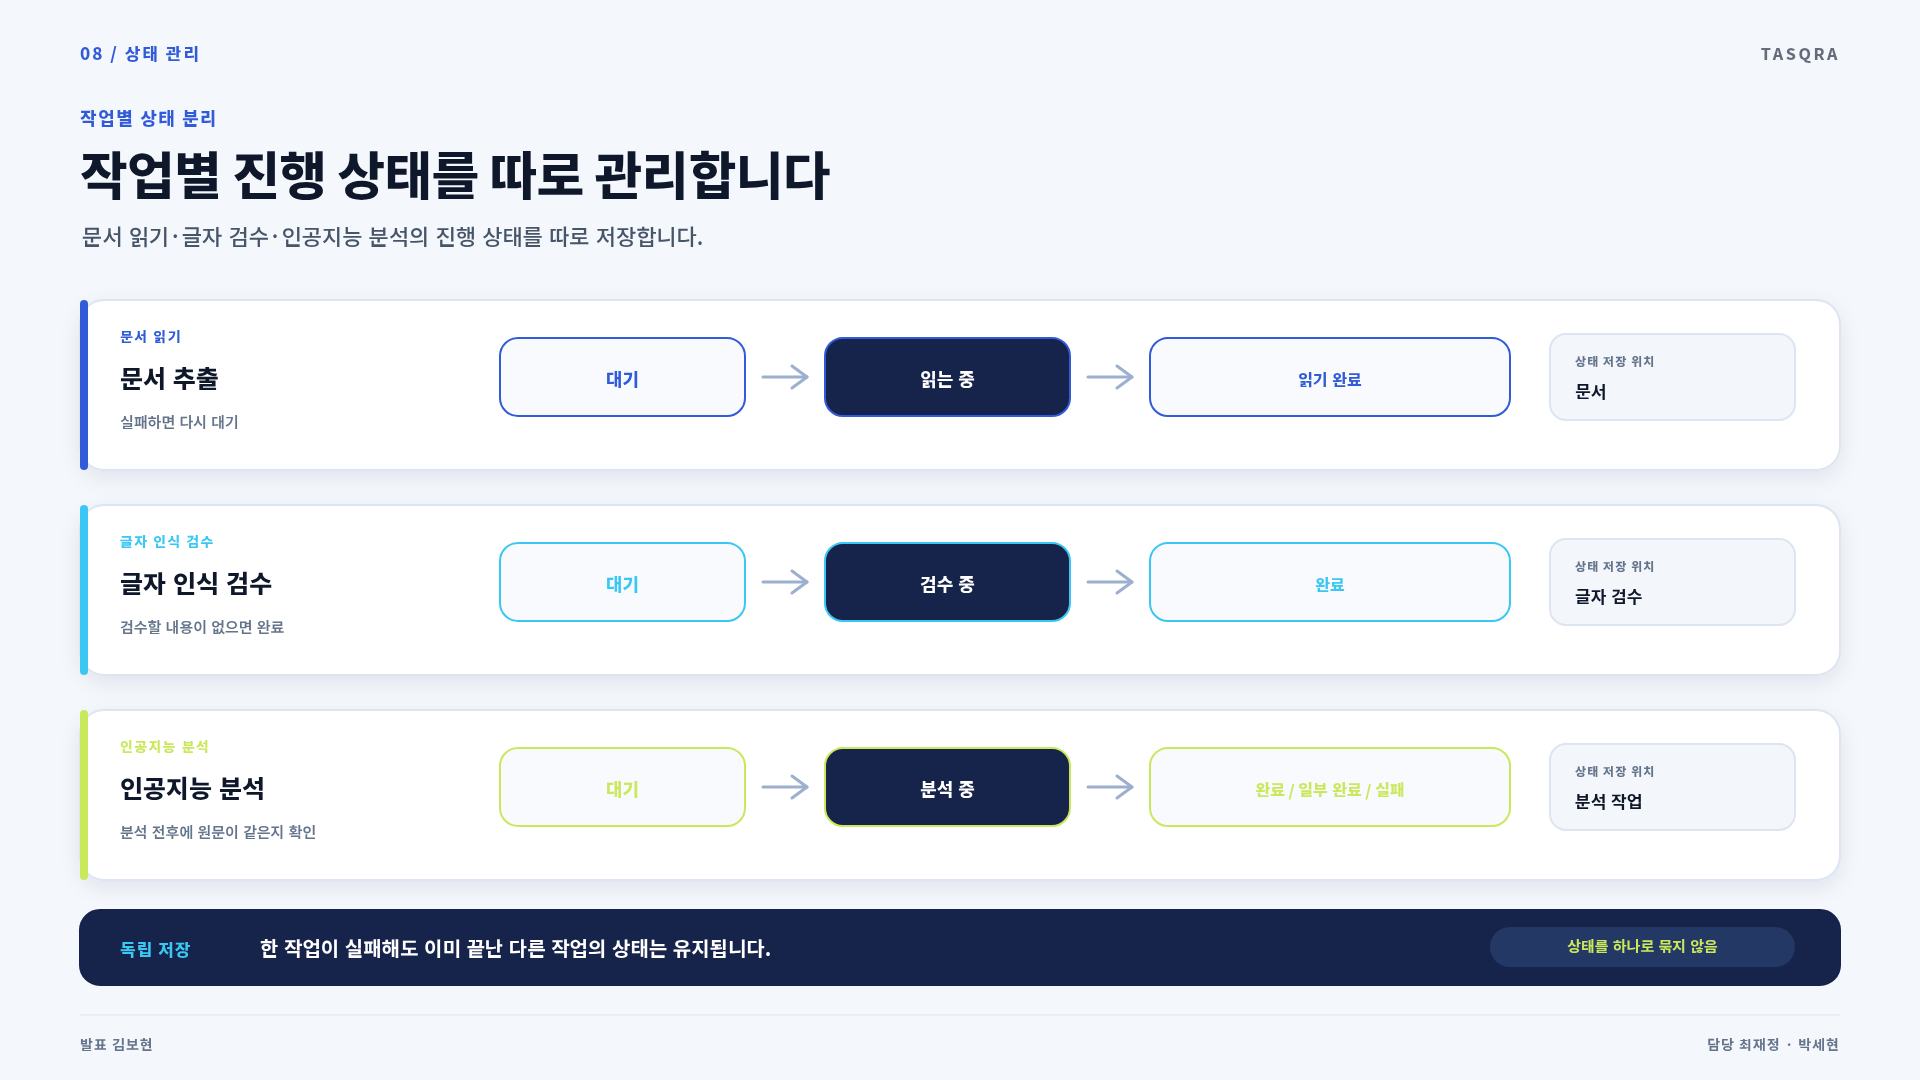 08 / 상태 관리
TASQRA
작업별 상태 분리
작업별 진행 상태를 따로 관리합니다
문서 읽기·글자 검수·인공지능 분석의 진행 상태를 따로 저장합니다.
문서 읽기
문서 추출
실패하면 다시 대기
대기
읽는 중
읽기 완료
상태 저장 위치
문서
글자 인식 검수
글자 인식 검수
검수할 내용이 없으면 완료
대기
검수 중
완료
상태 저장 위치
글자 검수
인공지능 분석
인공지능 분석
분석 전후에 원문이 같은지 확인
대기
분석 중
완료 / 일부 완료 / 실패
상태 저장 위치
분석 작업
독립 저장
한 작업이 실패해도 이미 끝난 다른 작업의 상태는 유지됩니다.
상태를 하나로 묶지 않음
발표 김보현
담당 최재정 · 박세현